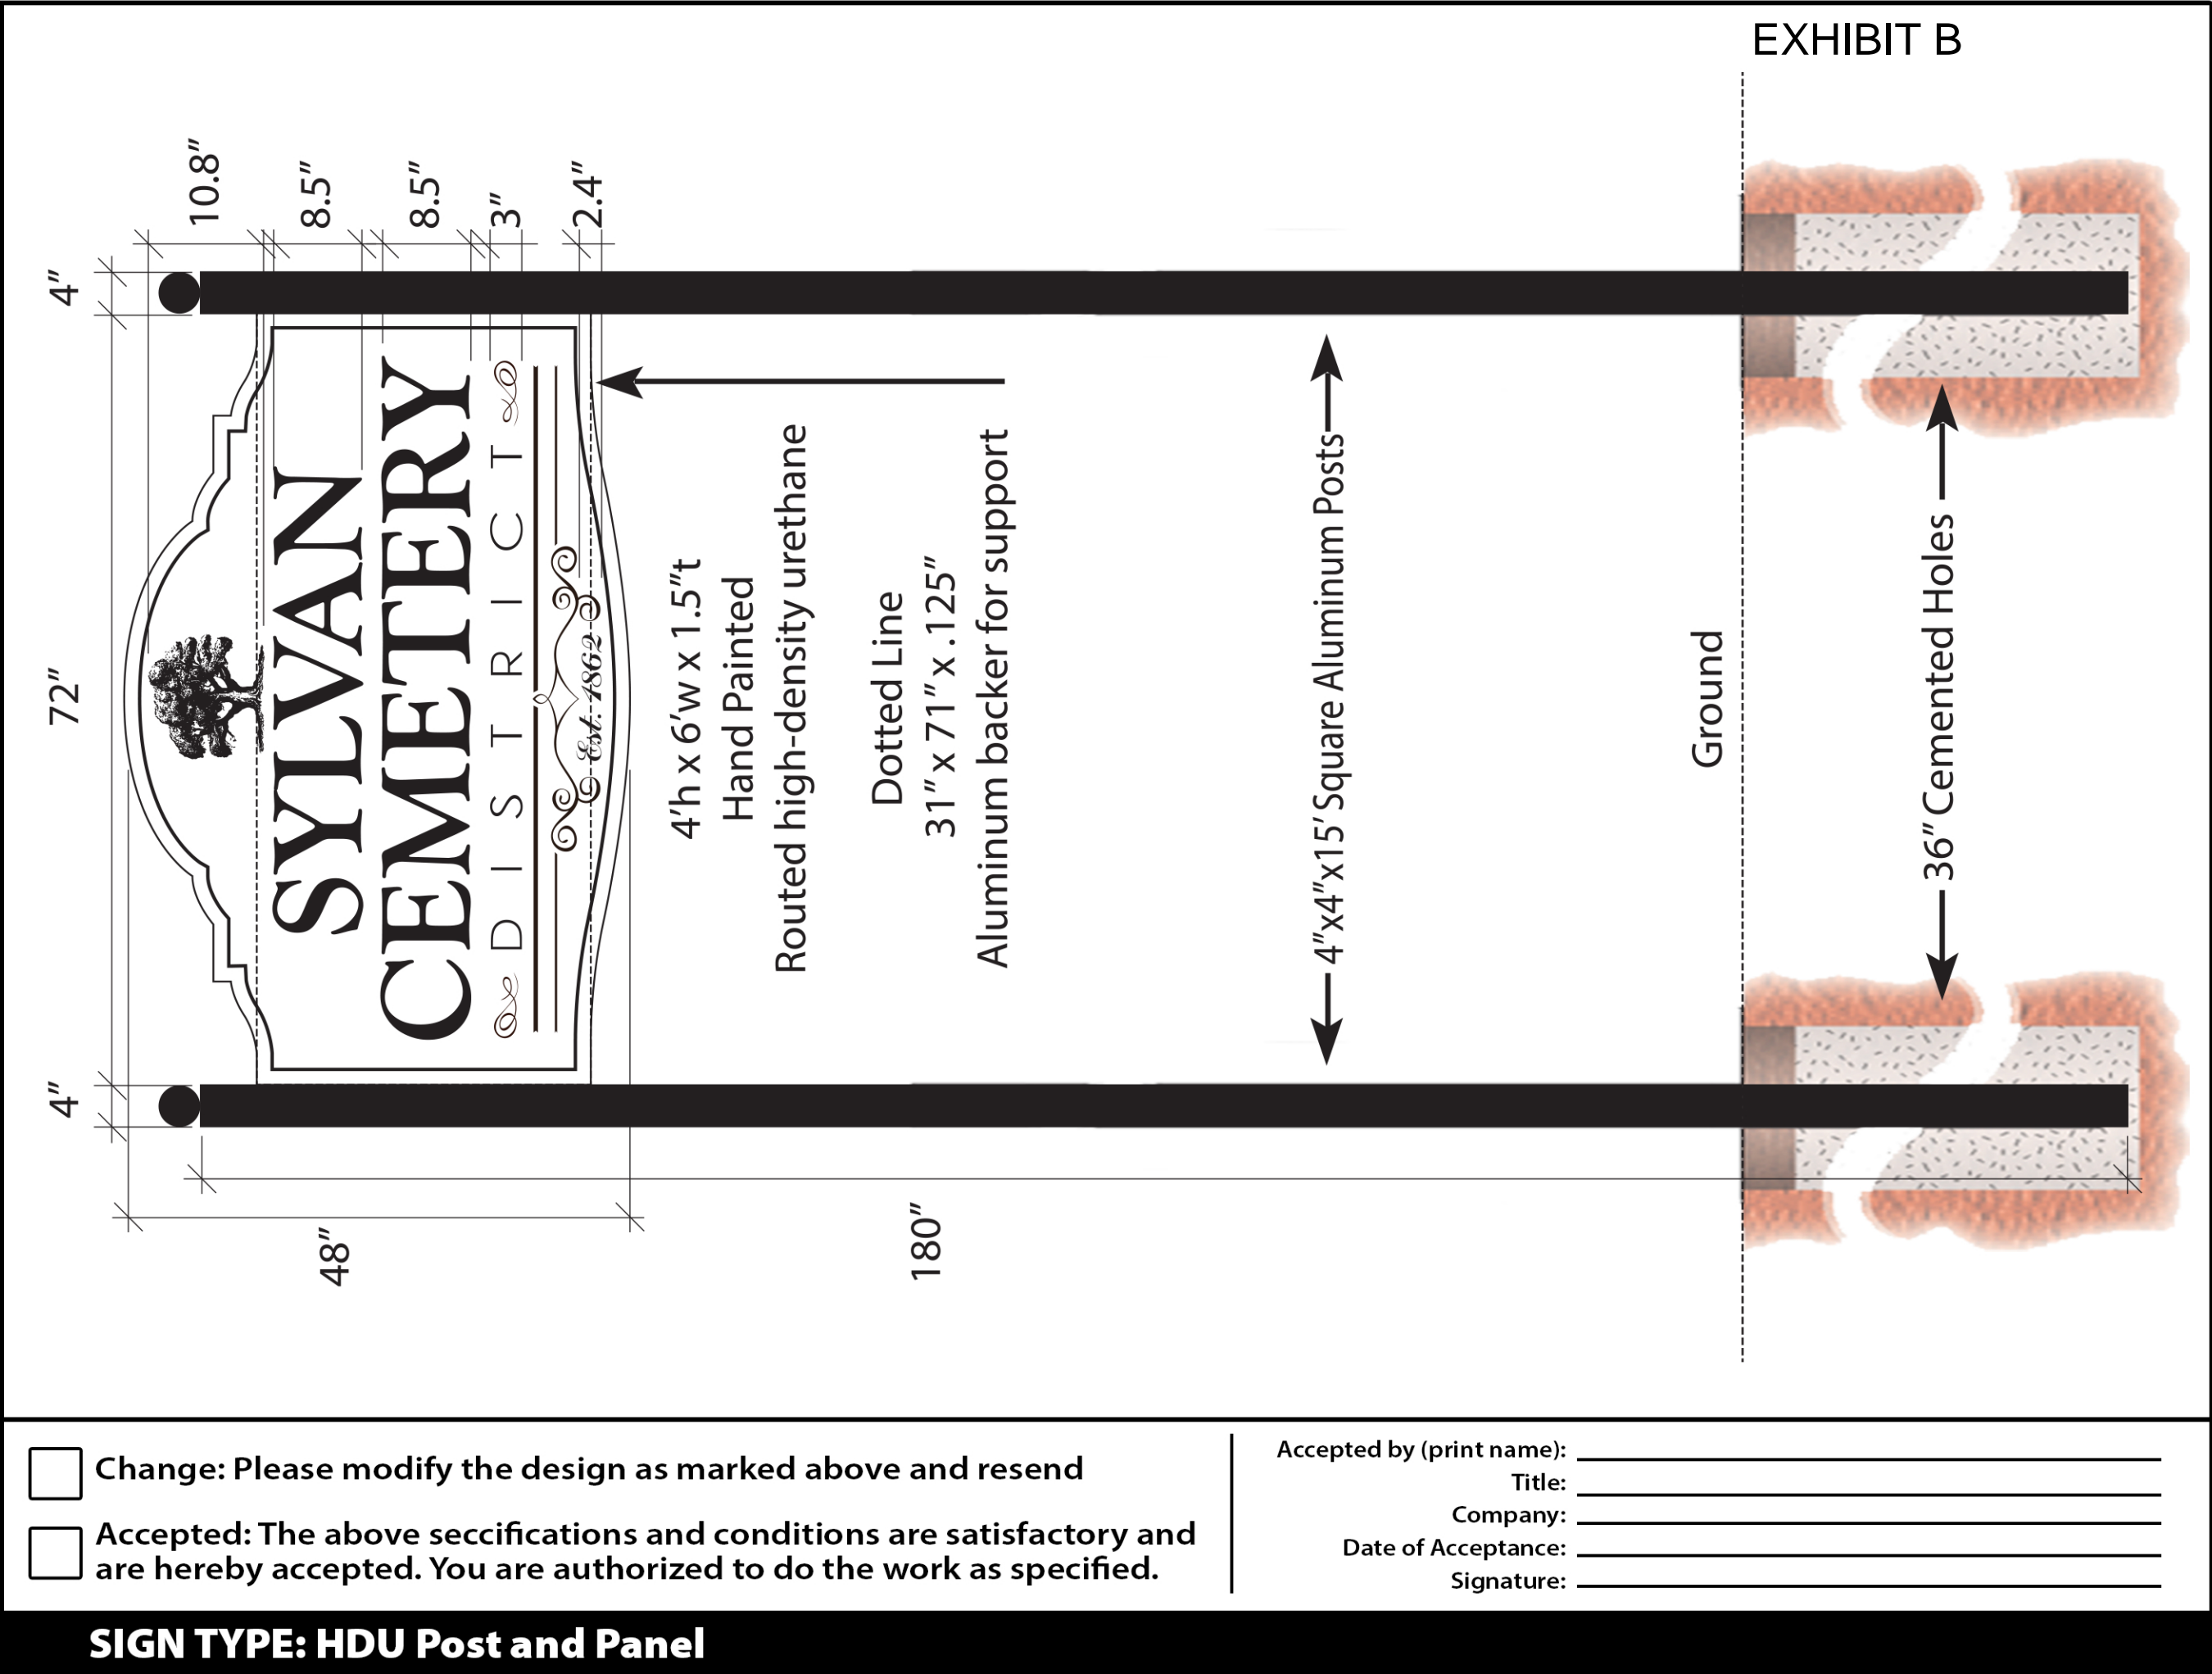 EXHIBIT B
4”
72”
4”
10.8”
8.5”
8.5”
3”
2.4”
48”
180”
SYLVAN
CEMETERY
DISTRICT
Est. 1862
4’h x 6’w x 1.5”t
Hand Painted
Routed high-density urethane
Dotted Line
31” x 71” x .125”
Aluminum backer for support
4”x4”x15’ Square Aluminum Posts
Ground
36” Cemented Holes
Change: Please modify the design as marked above and resend
Accepted: The above seccifications and conditions are satisfactory and
are hereby accepted. You are authorized to do the work as specified.
Accepted by (print name):
Title:
Company:
Date of Acceptance:
Signature:
SIGN TYPE: HDU Post and Panel